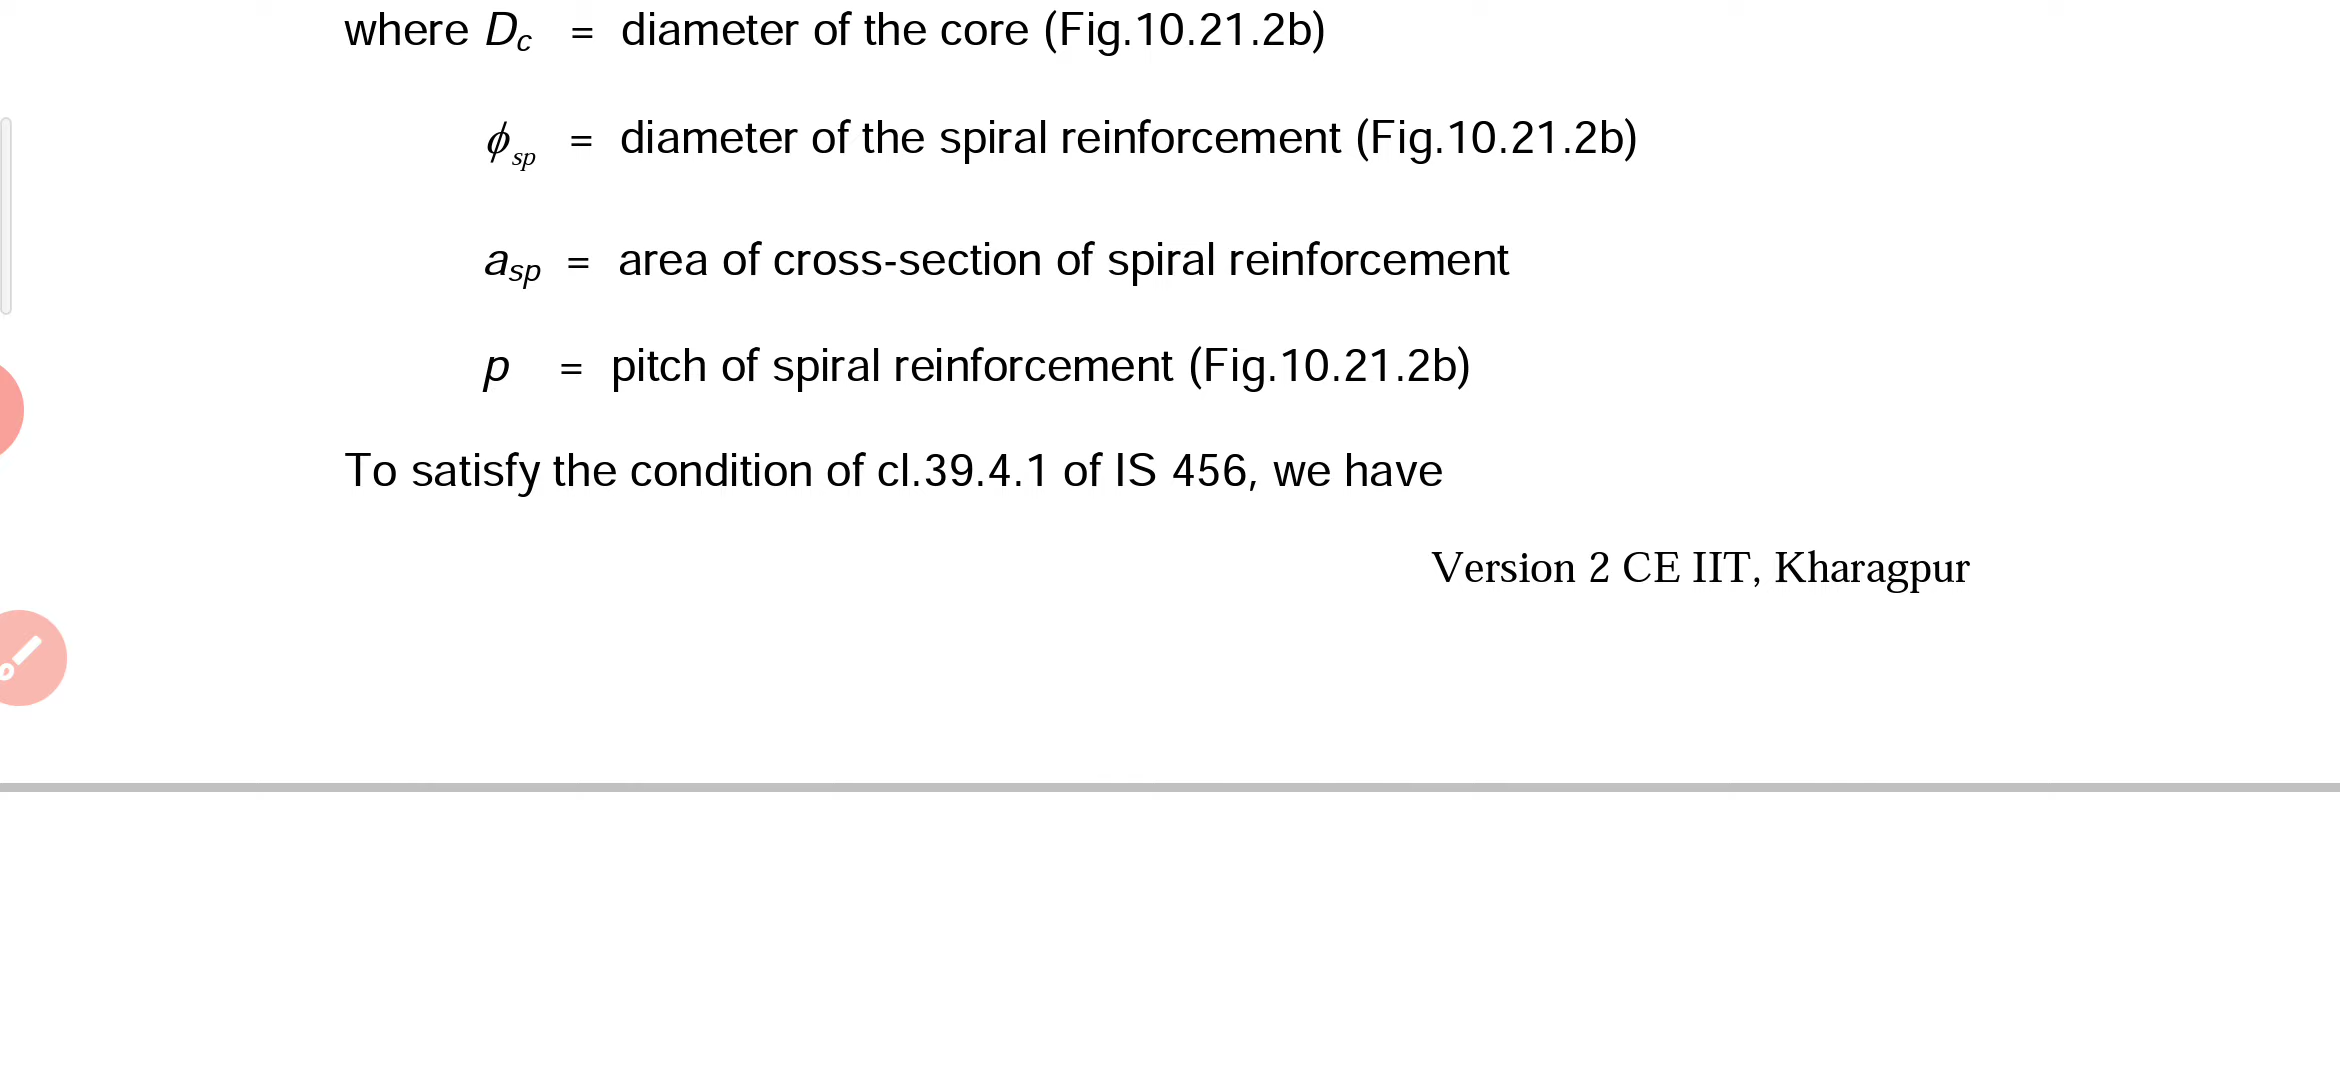 where Dc = diameter of the core (Fig.10.21.2b)
ϕsp = diameter of the spiral reinforcement (Fig.10.21.2b)
asp = area of cross-section of spiral reinforcement
p = pitch of spiral reinforcement (Fig.10.21.2b)
To satisfy the condition of cl.39.4.1 of IS 456, we have
Version 2 CE IIT, Kharagpur